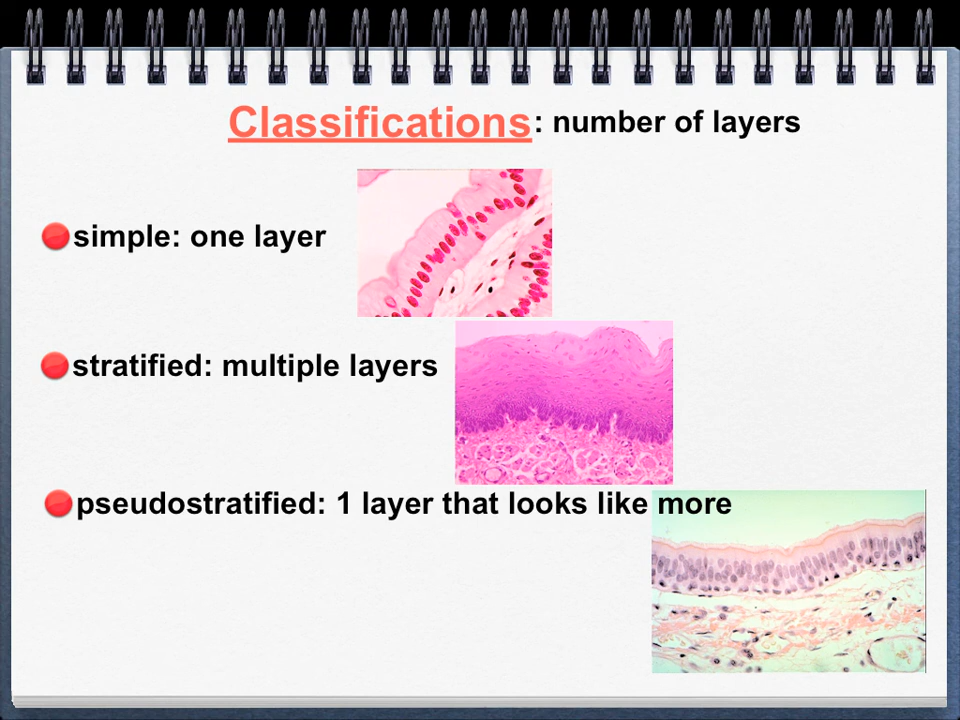 Classifications: number of layers
simple: one layer
stratified: multiple layers
pseudostratified: 1 layer that looks like more